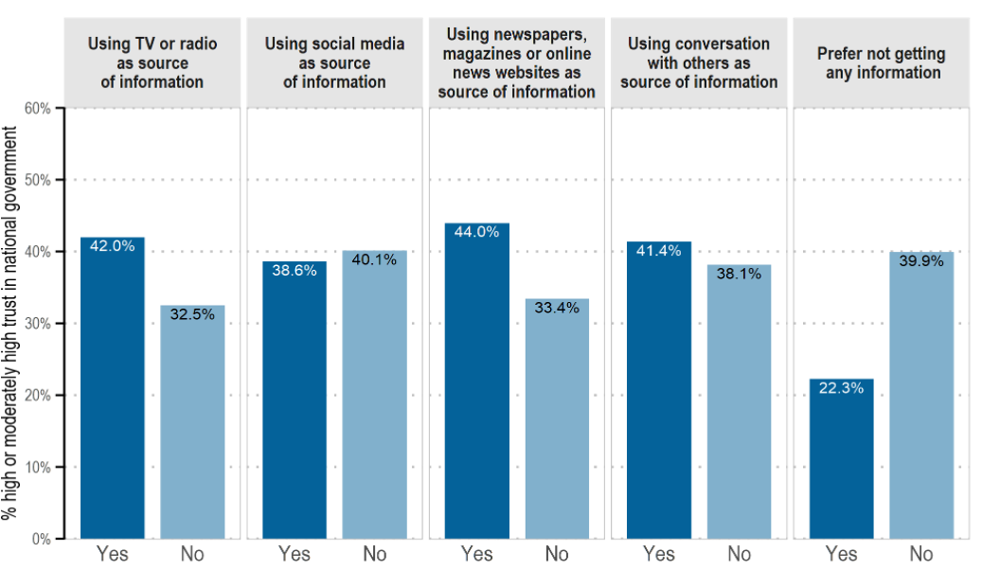 Using TV or radio
as source
of information
Using social media
as source
of information
Using newspapers,
magazines or online
news websites as
source of information
Using conversation
with others as
source of information
Prefer not getting
any information
% high or moderately high trust in national government
60%
50%
40%
30%
20%
10%
0%
42.0%
32.5%
38.6%
40.1%
44.0%
33.4%
41.4%
38.1%
22.3%
39.9%
Yes No
Yes No
Yes No
Yes No
Yes No